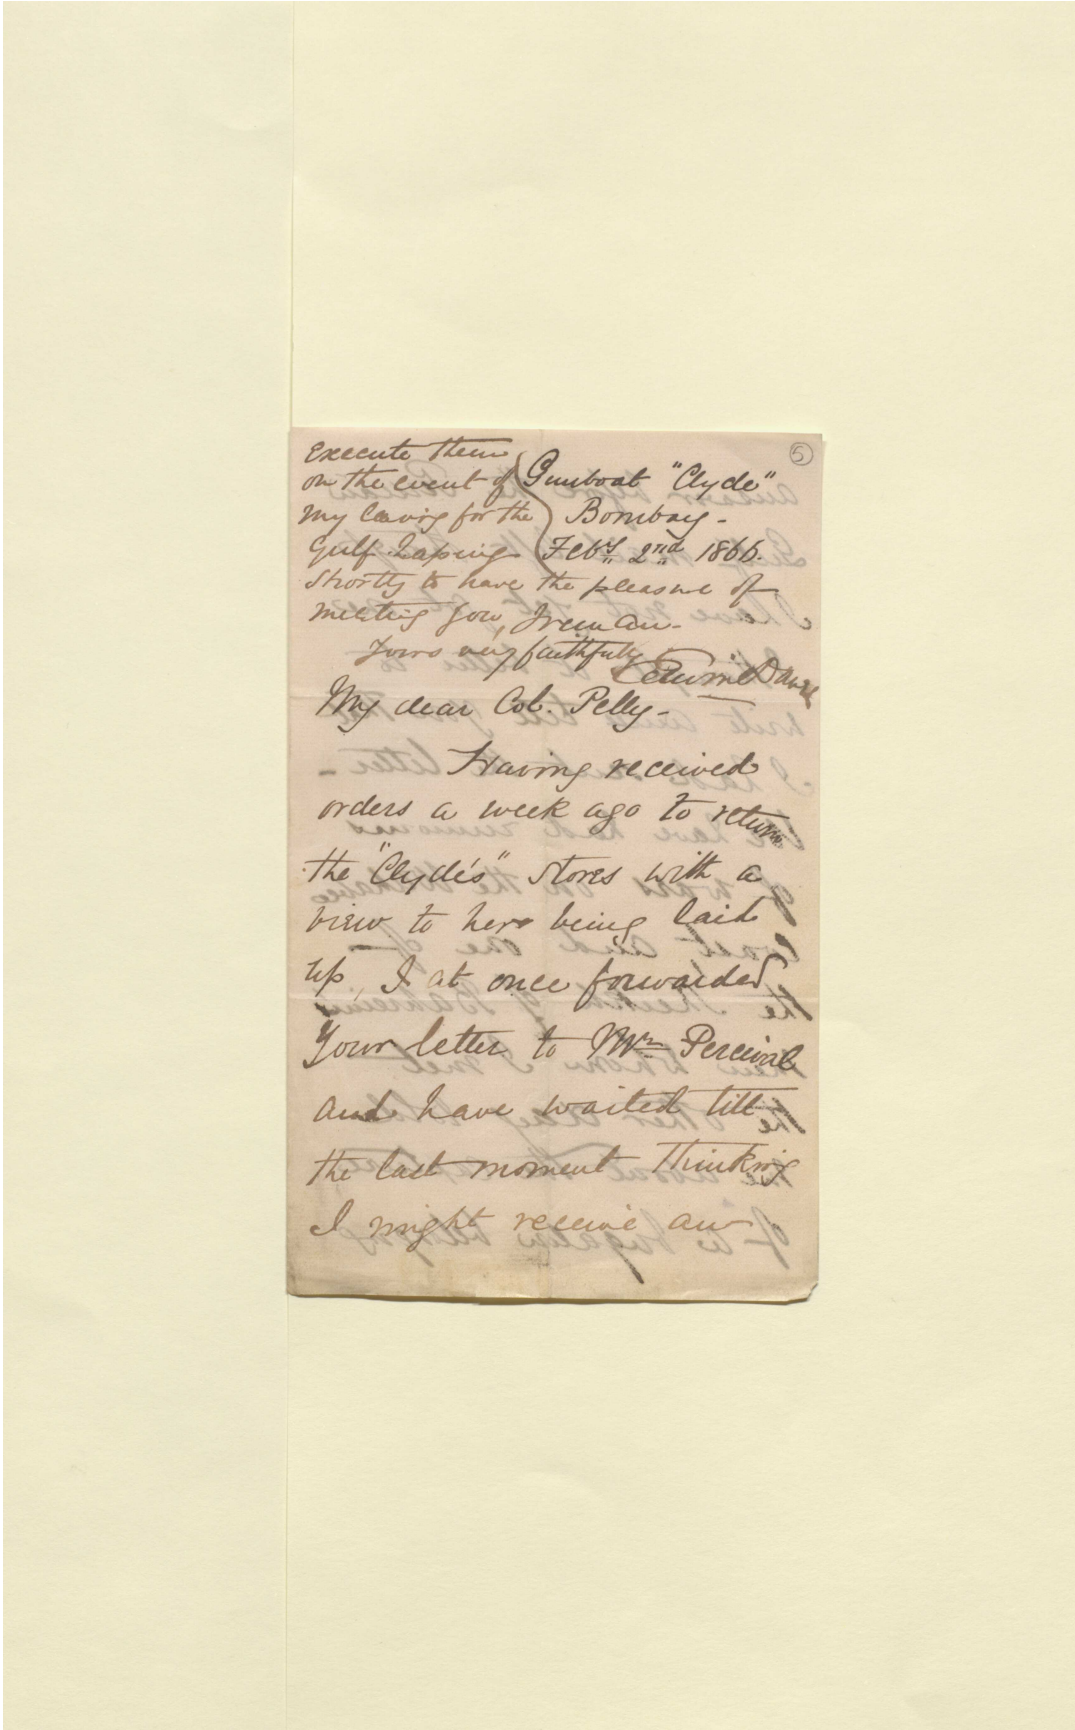 5
Execute them
on the event of
my leaving for the
Gulf. Hoping
shortly to have the pleasure of
meeting you, I remain
Yours very faithfully
Edwin Dawes
Gunboat "Clyde"
Bombay -
Feby 2nd 1866.
My dear Col. Pelly -
Having received
orders a week ago to return
the "Clyde's" stores with a
view to her being laid
up, I at once forwarded
your letter to Mr. Percival
and have waited till
the last moment thinking
I might receive an